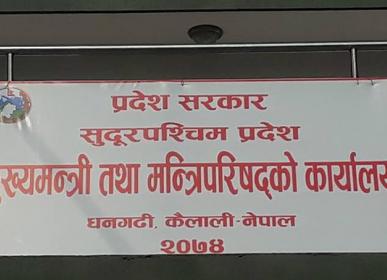 प्रदेश सरकार
सुदूरपश्चिम प्रदेश
मुख्यमन्त्री तथा मन्त्रिपरिषद्को कार्यालय
धनगढी, कैलाली-नेपाल
२०७४